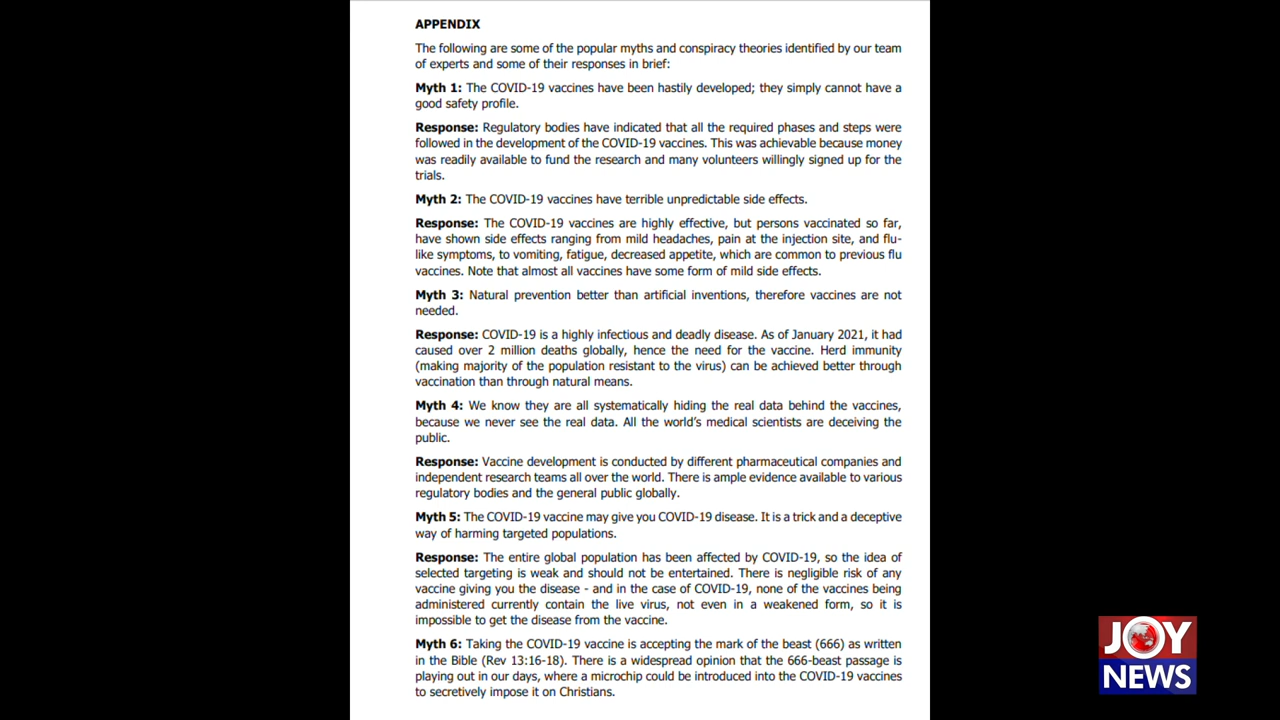 APPENDIX
The following are some of the popular myths and conspiracy theories identified by our team
of experts and some of their responses in brief:
Myth 1: The COVID-19 vaccines have been hastily developed; they simply cannot have a
good safety profile.
Response: Regulatory bodies have indicated that all the required phases and steps were
followed in the development of the COVID-19 vaccines. This was achievable because money
was readily available to fund the research and many volunteers willingly signed up for the
trials.
Myth 2: The COVID-19 vaccines have terrible unpredictable side effects.
Response: The COVID-19 vaccines are highly effective, but persons vaccinated so far,
have shown side effects ranging from mild headaches, pain at the injection site, and flu-
like symptoms, to vomiting, fatigue, decreased appetite, which are common to previous flu
vaccines. Note that almost all vaccines have some form of mild side effects.
Myth 3: Natural prevention better than artificial inventions, therefore vaccines are not
needed.
Response: COVID-19 is a highly infectious and deadly disease. As of January 2021, it had
caused over 2 million deaths globally, hence the need for the vaccine. Herd immunity
(making majority of the population resistant to the virus) can be achieved better through
vaccination than through natural means.
Myth 4: We know they are all systematically hiding the real data behind the vaccines,
because we never see the real data. All the world's medical scientists are deceiving the
public.
Response: Vaccine development is conducted by different pharmaceutical companies and
independent research teams all over the world. There is ample evidence available to various
regulatory bodies and the general public globally.
Myth 5: The COVID-19 vaccine may give you COVID-19 disease. It is a trick and a deceptive
way of harming targeted populations.
Response: The entire global population has been affected by COVID-19, so the idea of
selected targeting is weak and should not be entertained. There is negligible risk of any
vaccine giving you the disease - and in the case of COVID-19, none of the vaccines being
administered currently contain the live virus, not even in a weakened form, so it is
impossible to get the disease from the vaccine.
Myth 6: Taking the COVID-19 vaccine is accepting the mark of the beast (666) as written
in the Bible (Rev 13:16-18). There is a widespread opinion that the 666-beast passage is
playing out in our days, where a microchip could be introduced into the COVID-19 vaccines
to secretively impose it on Christians.
JOY
NEWS